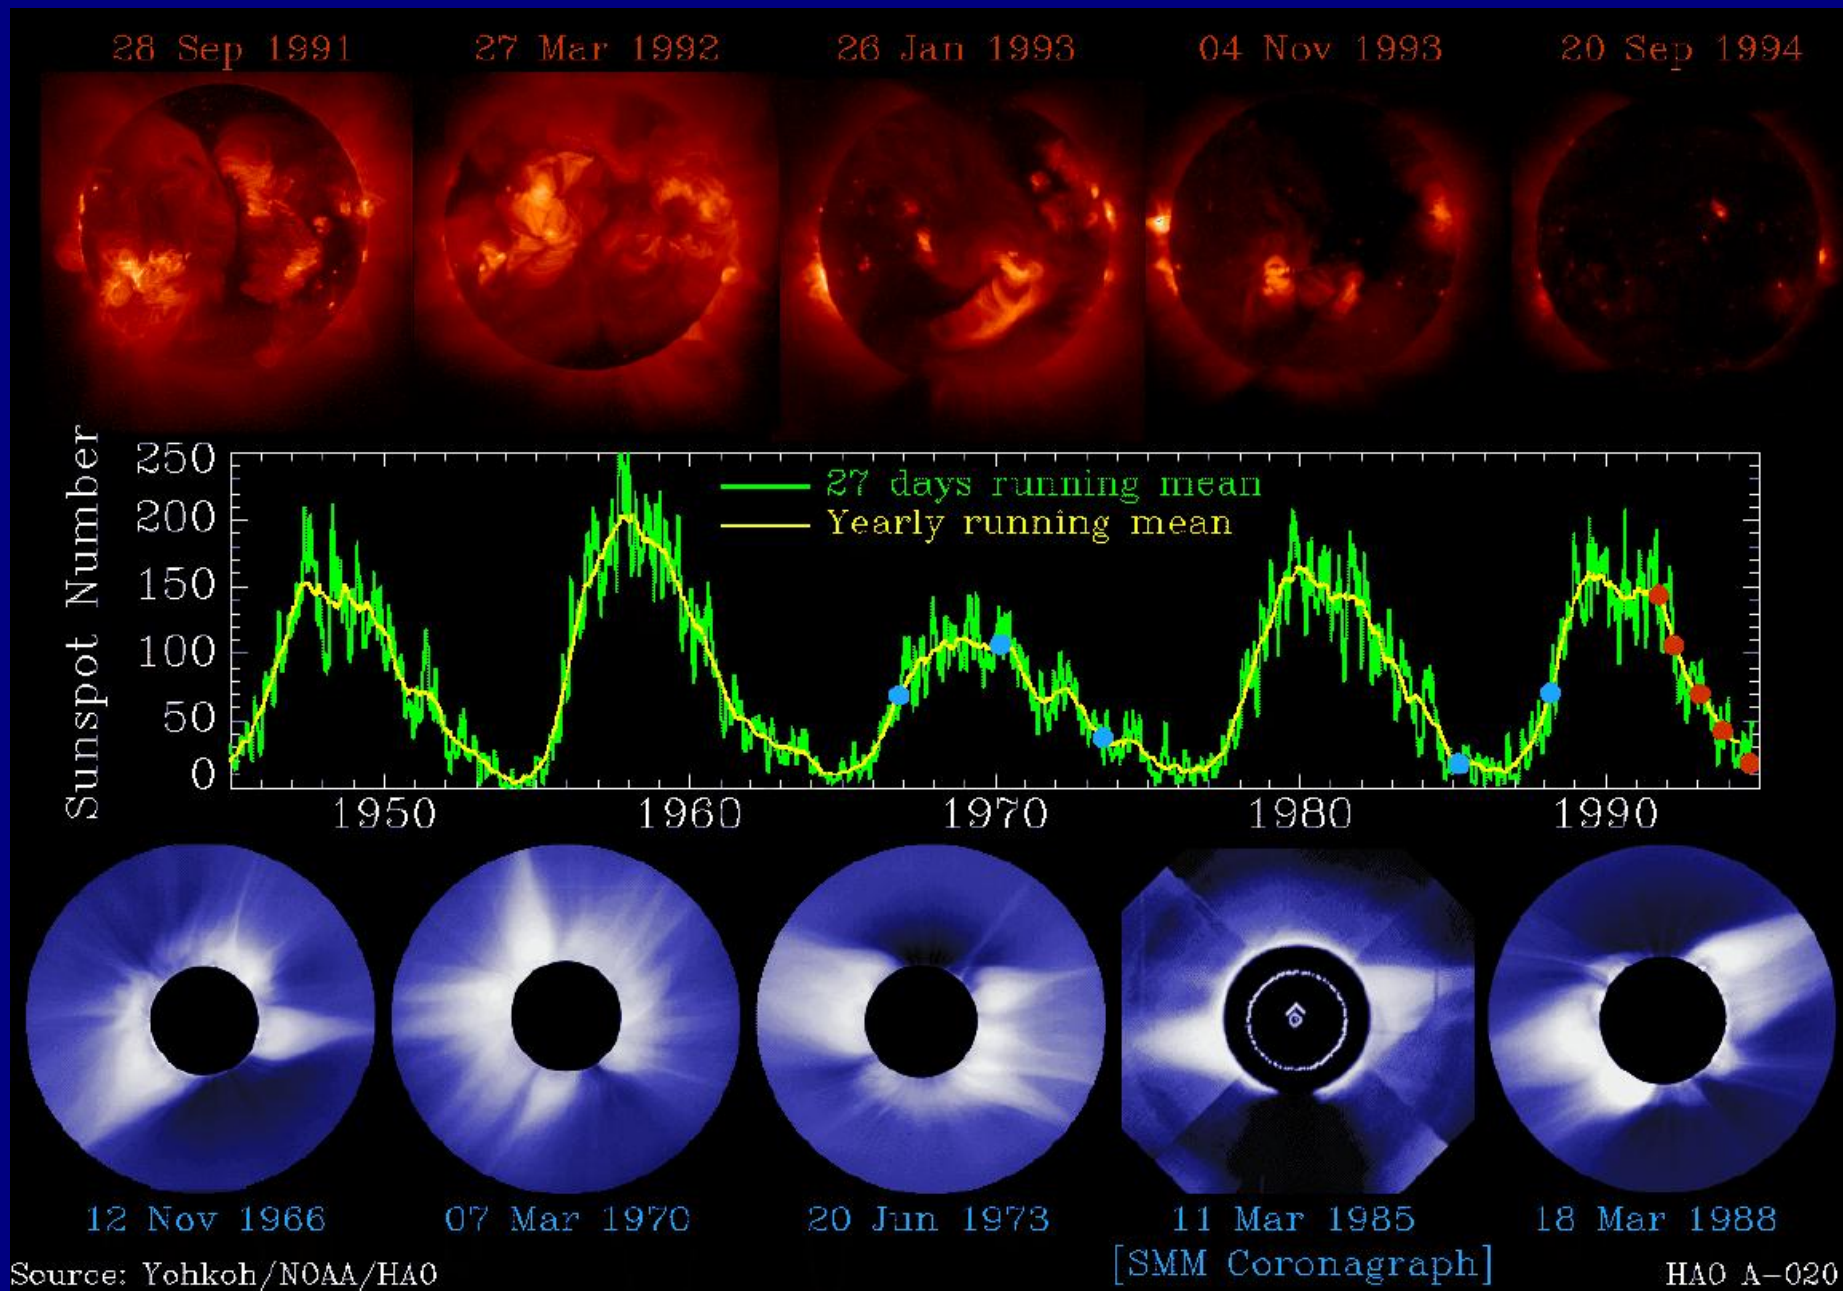 28 Sep 1991
27 Mar 1992
26 Jan 1993
04 Nov 1993
20 Sep 1994
Sunspot Number
250
200
150
100
50
0
27 days running mean
Yearly running mean
1950
1960
1970
1980
1990
12 Nov 1966
07 Mar 1970
20 Jun 1973
11 Mar 1985
18 Mar 1988
[SMM Coronagraph]
Source: Yohkoh/NOAA/HAO
HAO A-020